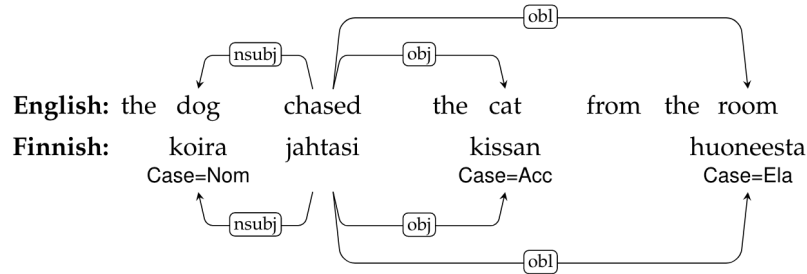 obl
nsubj obj
English: the dog chased the cat from the room
Finnish: koira jahtasi kissan huoneesta
Case=Nom Case=Acc Case=Ela
nsubj obj
obl